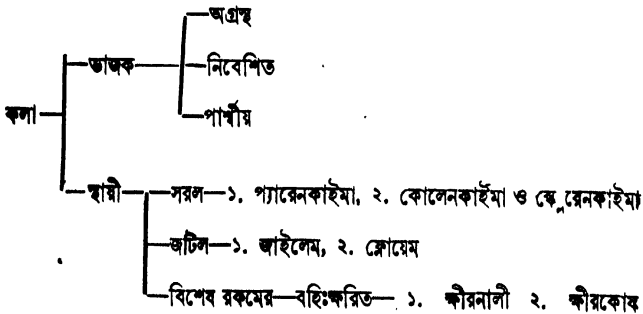 অগ্রস্থ
ভাজক
নিবেশিত
পার্শ্বীয়
কলা
স্থায়ী সরল ১. প্যারেনকাইমা, ২. কোলেনকাইমা ও স্ক্লেরেনকাইমা
জটিল ১. জাইলেম, ২. ফ্লোয়েম
বিশেষ রকমের বহিঃক্ষরিত ১. ক্ষীরনালী ২. ক্ষীরকোষ